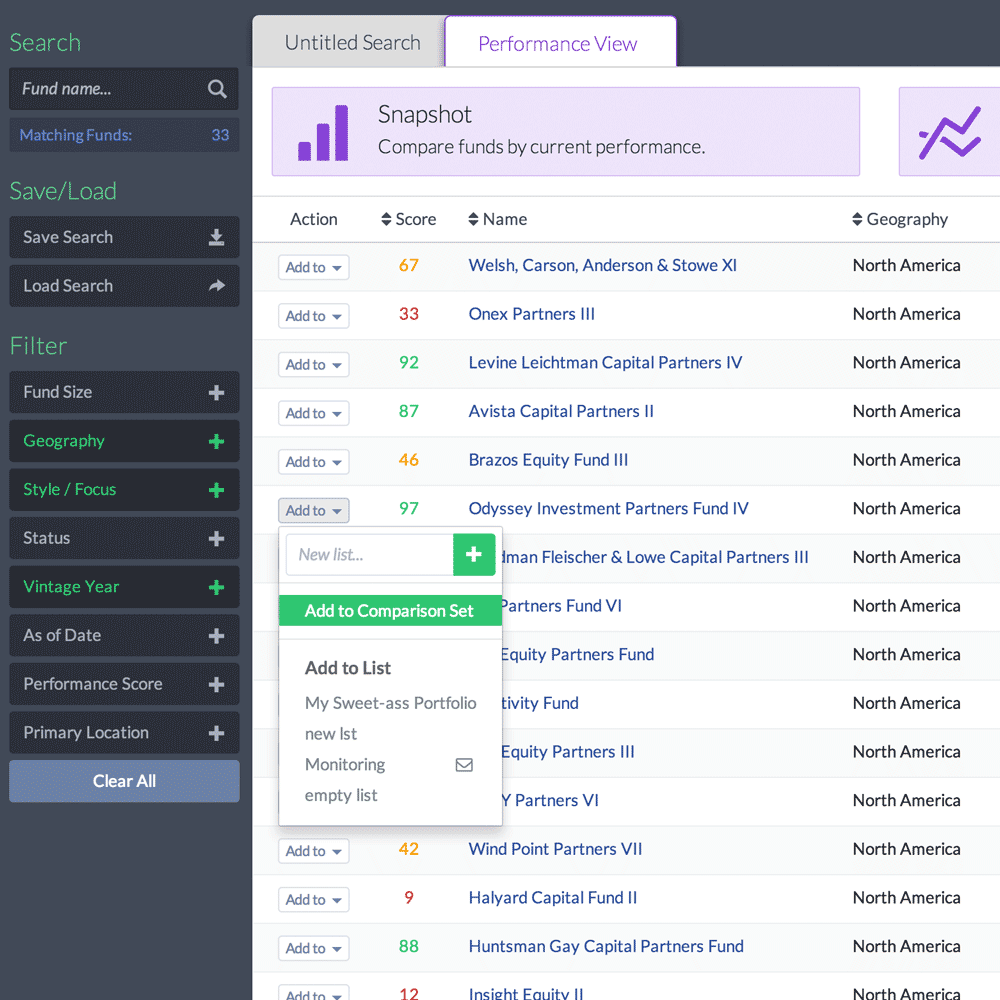 Search
Fund name...
Matching Funds: 33
Save/Load
Save Search
Load Search
Filter
Fund Size
Geography
Style / Focus
Status
Vintage Year
As of Date
Performance Score
Primary Location
Clear All
Untitled Search
Performance View
Snapshot
Compare funds by current performance.
Action Score Name Geography
Add to 67 Welsh, Carson, Anderson & Stowe XI North America
Add to 33 Onex Partners III North America
Add to 92 Levine Leichtman Capital Partners IV North America
Add to 87 Avista Capital Partners II North America
Add to 46 Brazos Equity Fund III North America
Add to 97 Odyssey Investment Partners Fund IV North America
Fleischer & Lowe Capital Partners III North America
Partners Fund VI North America
Equity Partners Fund North America
Fund North America
Equity Partners III North America
Partners VI North America
New list...
Add to Comparison Set
Add to List
My Sweet-ass Portfolio
new lst
Monitoring
empty list
Add to 42 Wind Point Partners VII North America
Add to 9 Halyard Capital Fund II North America
Add to 88 Huntsman Gay Capital Partners Fund North America
Add to 12 Insight Equity II North America